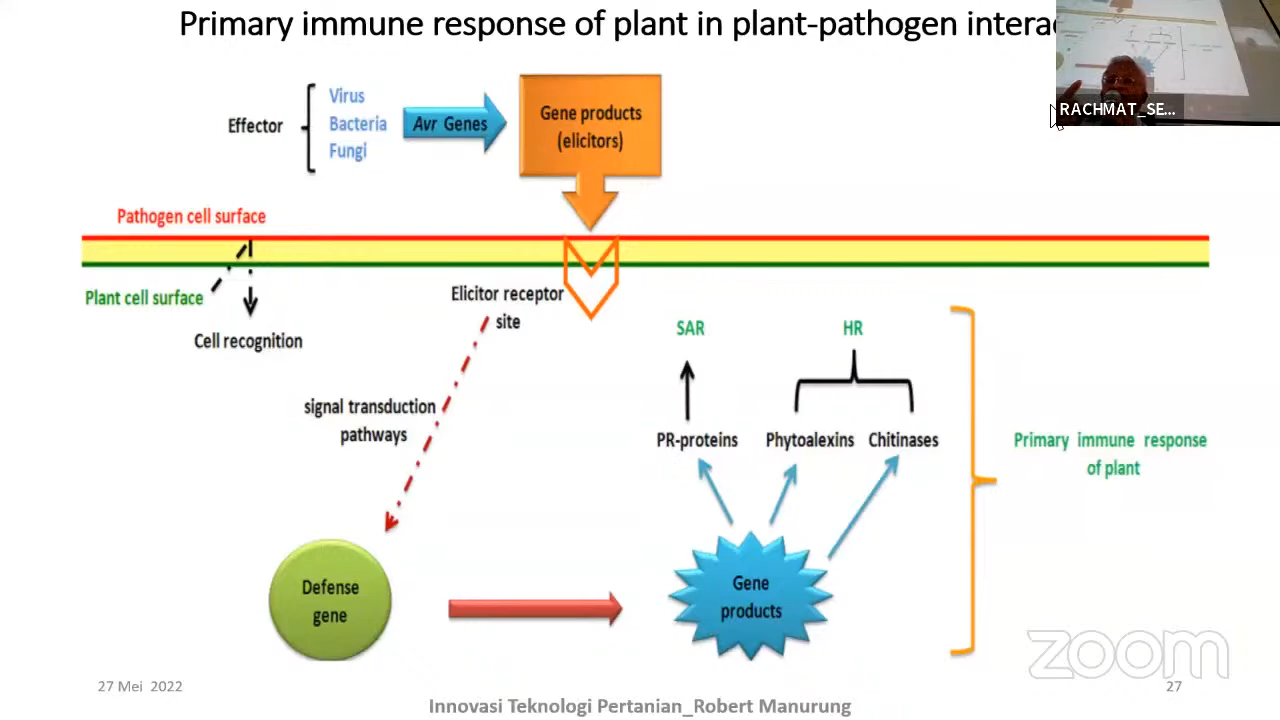 Primary immune response of plant in plant-pathogen interac
RACHMAT_SE...
Effector
Virus
Bacteria
Fungi
Avr Genes
Gene products
(elicitors)
Pathogen cell surface
Plant cell surface
Cell recognition
Elicitor receptor
site
signal transduction
pathways
SAR
HR
PR-proteins
Phytoalexins
Chitinases
Primary immune response
of plant
Defense
gene
Gene
products
zoom
27 Mei 2022
27
Innovasi Teknologi Pertanian_Robert Manurung